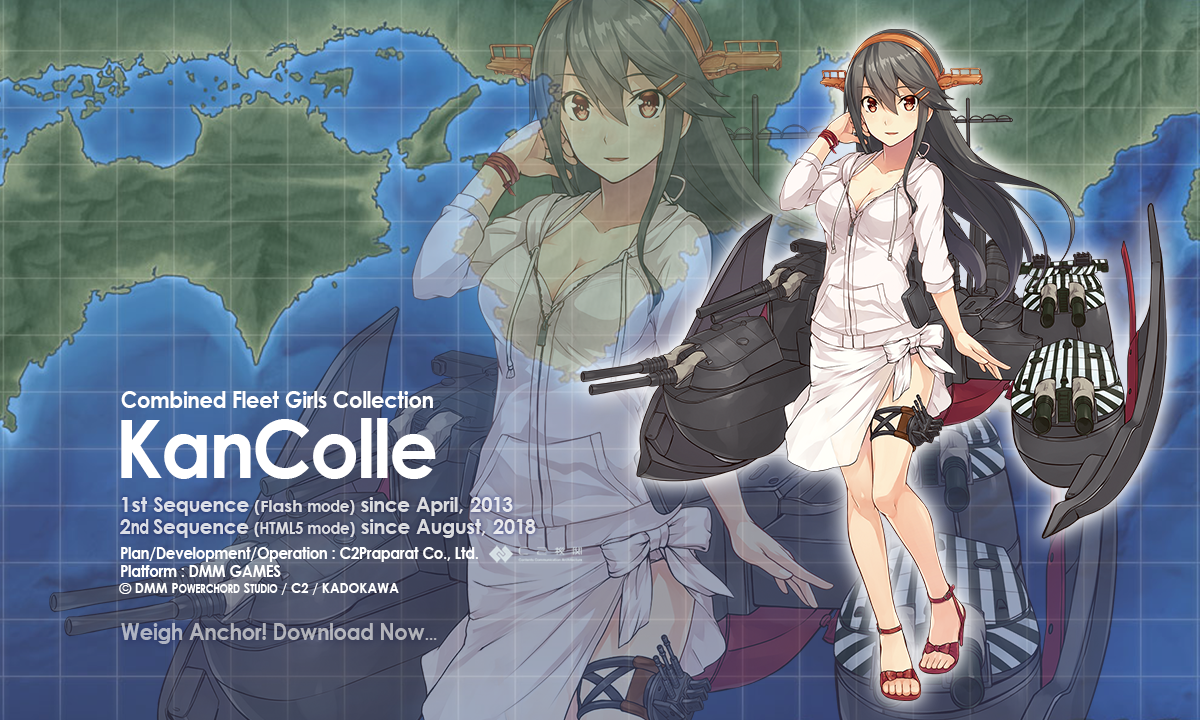 Combined Fleet Girls Collection
KanColle
1st Sequence (Flash mode) since April, 2013
2nd Sequence (HTML5 mode) since August, 2018
Plan/Development/Operation : C2Praparat Co., Ltd.
Platform : DMM GAMES
© DMM POWERCHORD STUDIO / C2 / KADOKAWA
Weigh Anchor! Download Now...